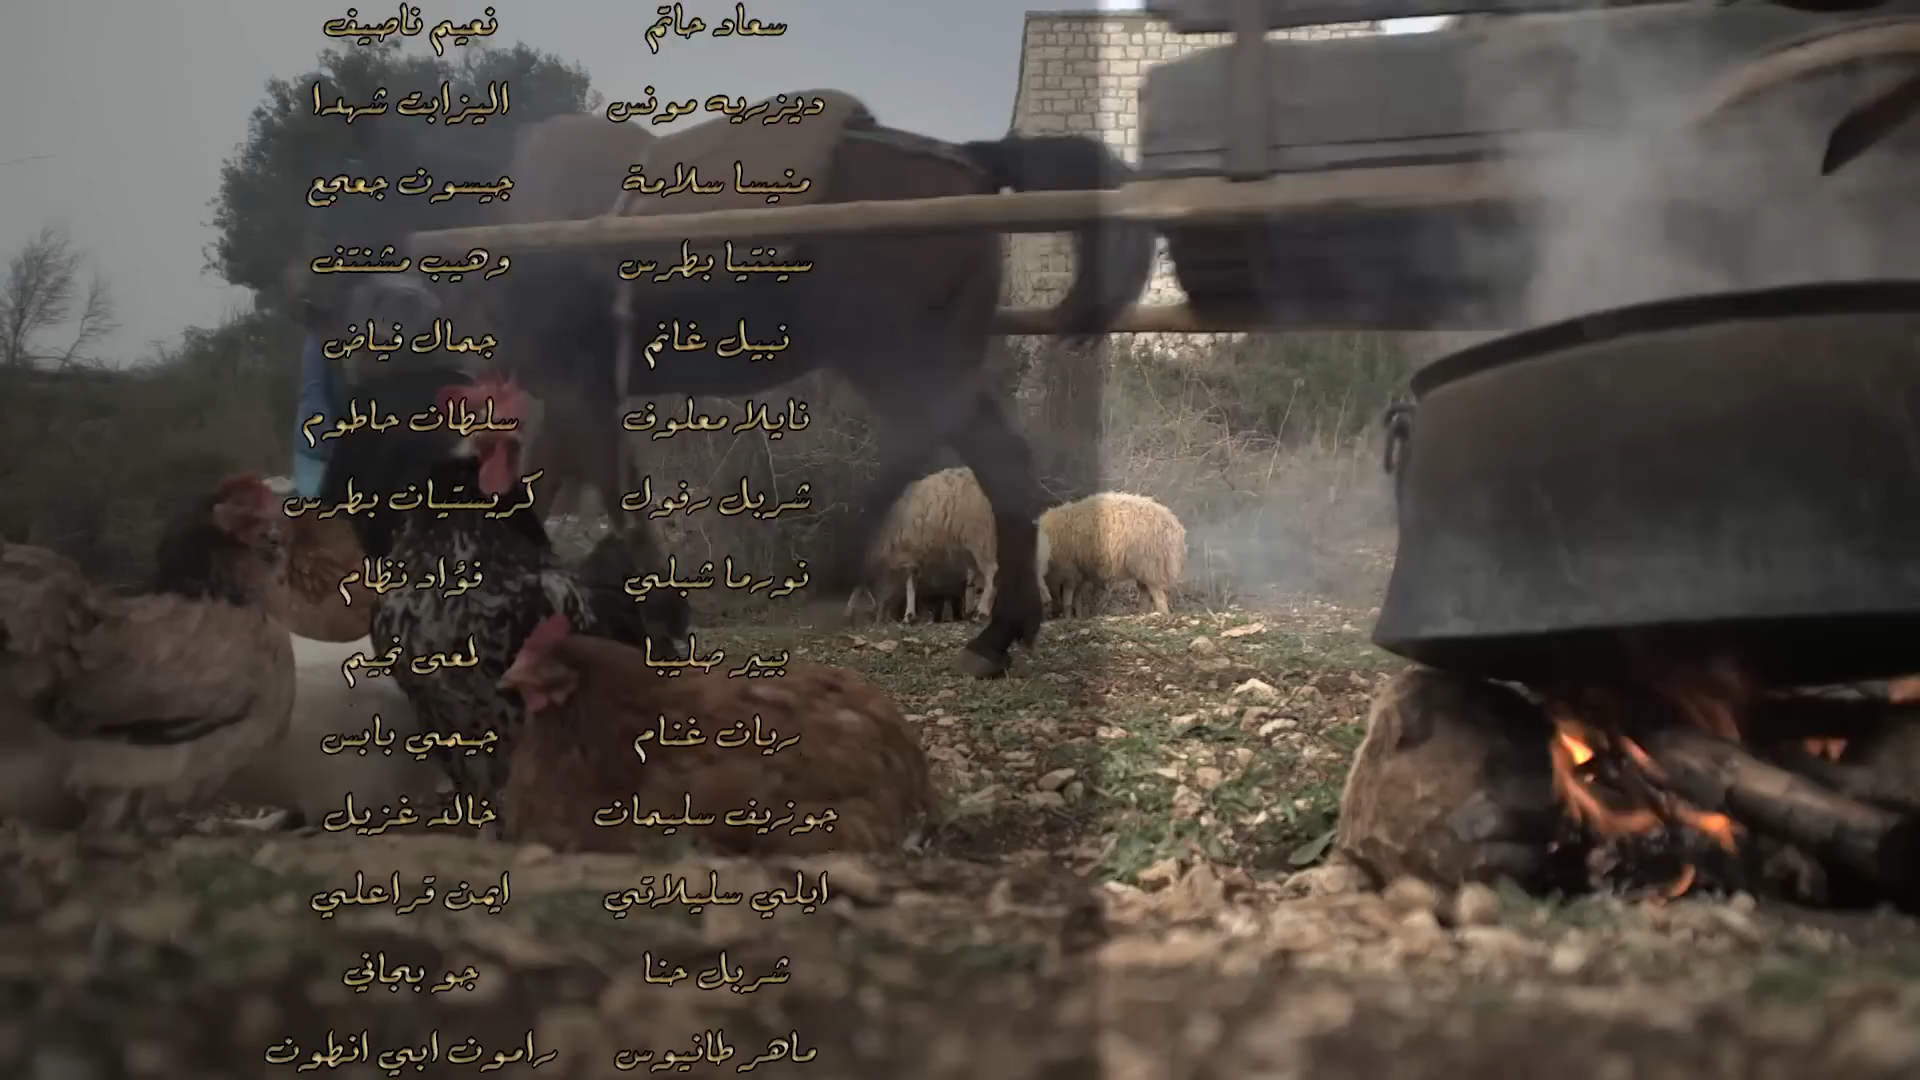 سعاد حاتم نعيم ناصيف
ديزريه مونس اليزابت شهدا
منيسا سلامة جيسون جعجع
سينتيا بطرس وهيب مشنتف
نبيل غانم جمال فياض
نايلا معلوف سلطان حاطوم
شربل رفول كريستيان بطرس
نورما شبلي فؤاد نظام
بيير صليبا لمعى نجيم
ريان غنام جيمي بابس
جوزيف سليمان خالد غزيل
ايلي سليلاتي ايمن قراعلي
شربل حنا جو بجاني
ماهر طانيوس رامون ابي انطون